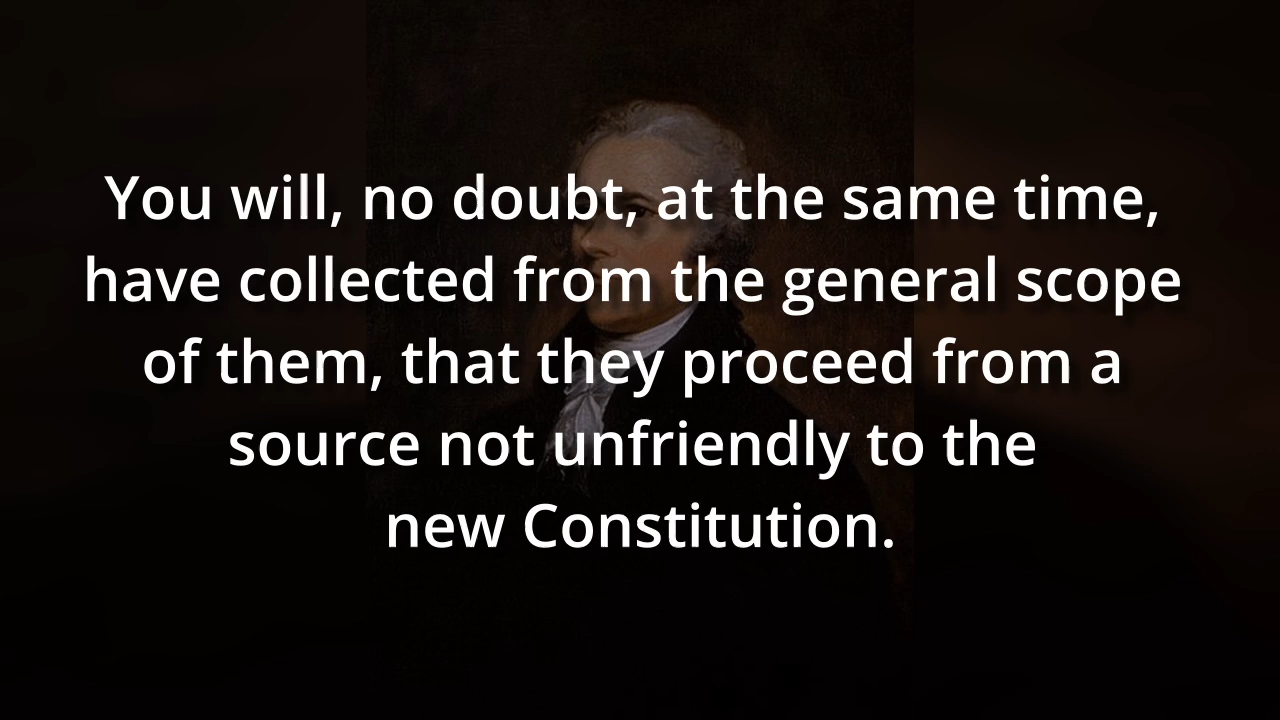 You will, no doubt, at the same time,
have collected from the general scope
of them, that they proceed from a
source not unfriendly to the
new Constitution.